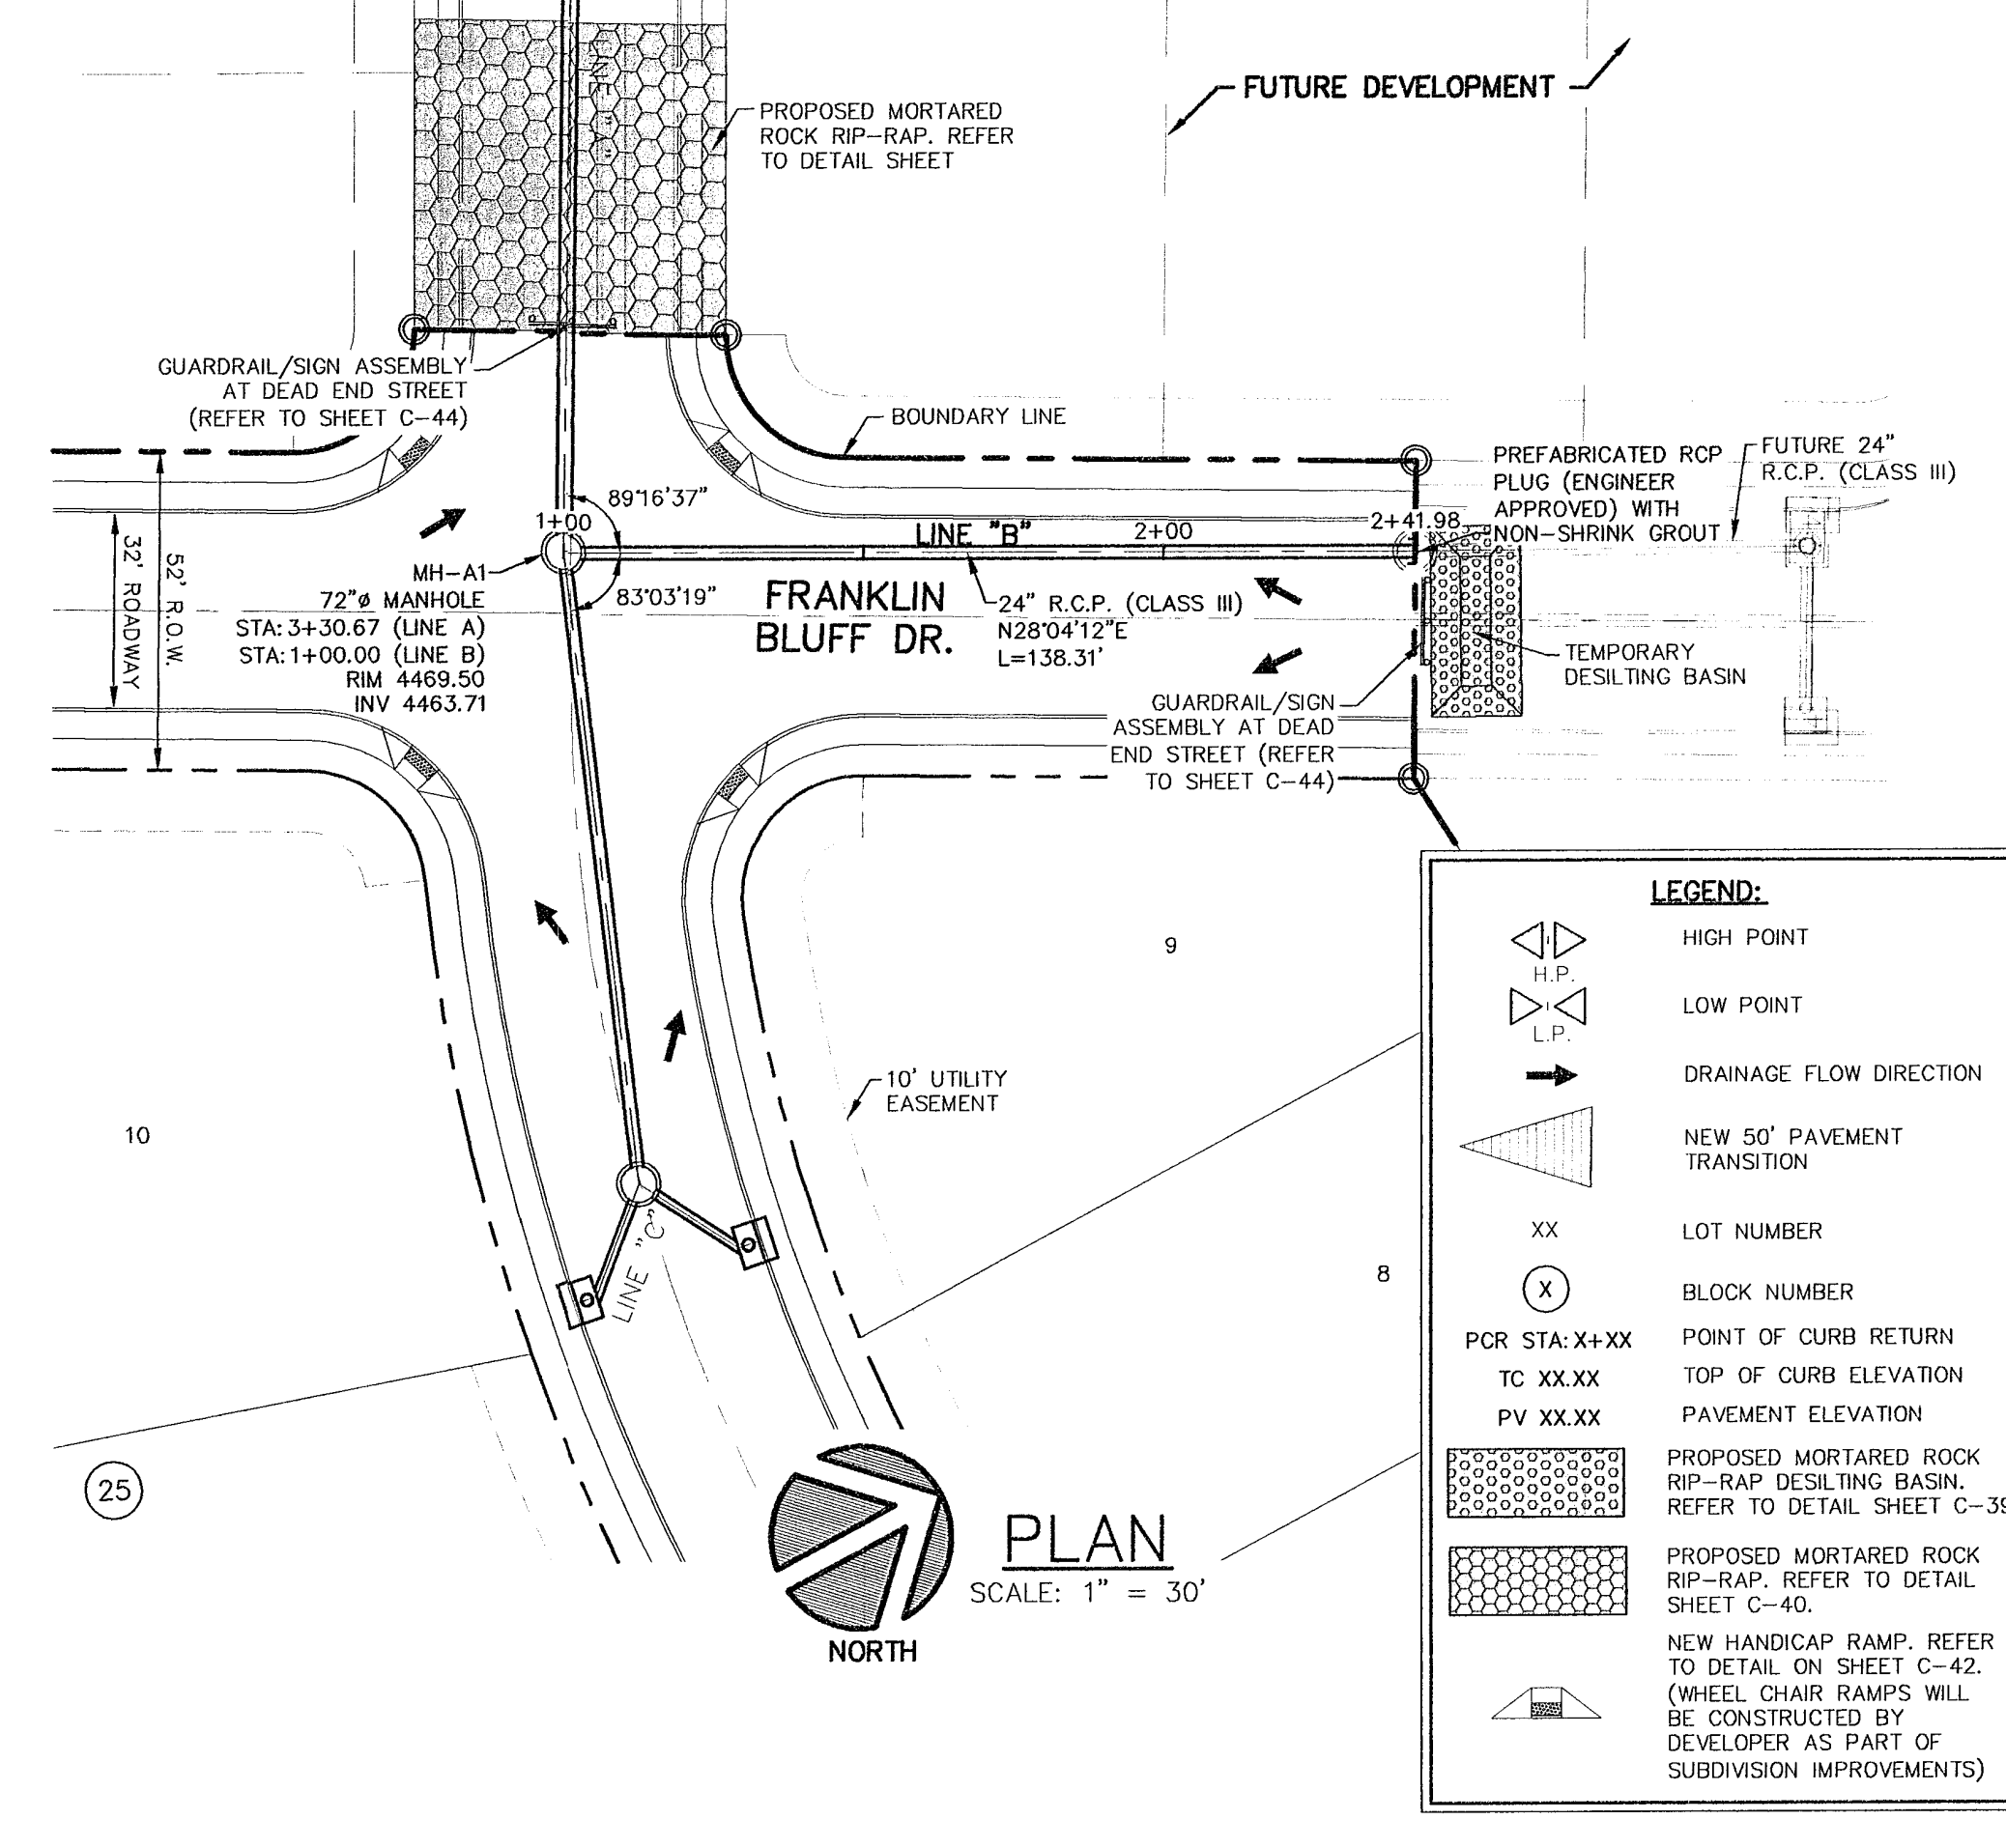 LINE "A"
FUTURE DEVELOPMENT
PROPOSED MORTARED
ROCK RIP-RAP. REFER
TO DETAIL SHEET
GUARDRAIL/SIGN ASSEMBLY
AT DEAD END STREET
(REFER TO SHEET C-44)
BOUNDARY LINE
PREFABRICATED RCP
PLUG (ENGINEER
APPROVED) WITH
NON-SHRINK GROUT
FUTURE 24"
R.C.P. (CLASS III)
89°16'37"
1+00
LINE "B"
2+00
2+41.98
52' R.O.W.
32' ROADWAY
MH-A1
72"ø MANHOLE
STA: 3+30.67 (LINE A)
STA: 1+00.00 (LINE B)
RIM 4469.50
INV 4463.71
83°03'19"
FRANKLIN
BLUFF DR.
24" R.C.P. (CLASS III)
N28°04'12"E
L=138.31'
TEMPORARY
DESILTING BASIN
GUARDRAIL/SIGN
ASSEMBLY AT DEAD
END STREET (REFER
TO SHEET C-44)
9
10' UTILITY
EASEMENT
10
8
LINE "C"
25
PLAN
SCALE: 1" = 30'
NORTH
LEGEND:
H.P.
HIGH POINT
L.P.
LOW POINT
DRAINAGE FLOW DIRECTION
NEW 50' PAVEMENT
TRANSITION
XX LOT NUMBER
X BLOCK NUMBER
PCR STA: X+XX POINT OF CURB RETURN
TC XX.XX TOP OF CURB ELEVATION
PV XX.XX PAVEMENT ELEVATION
PROPOSED MORTARED ROCK
RIP-RAP DESILTING BASIN.
REFER TO DETAIL SHEET C-39
PROPOSED MORTARED ROCK
RIP-RAP. REFER TO DETAIL
SHEET C-40.
NEW HANDICAP RAMP. REFER
TO DETAIL ON SHEET C-42.
(WHEEL CHAIR RAMPS WILL
BE CONSTRUCTED BY
DEVELOPER AS PART OF
SUBDIVISION IMPROVEMENTS)